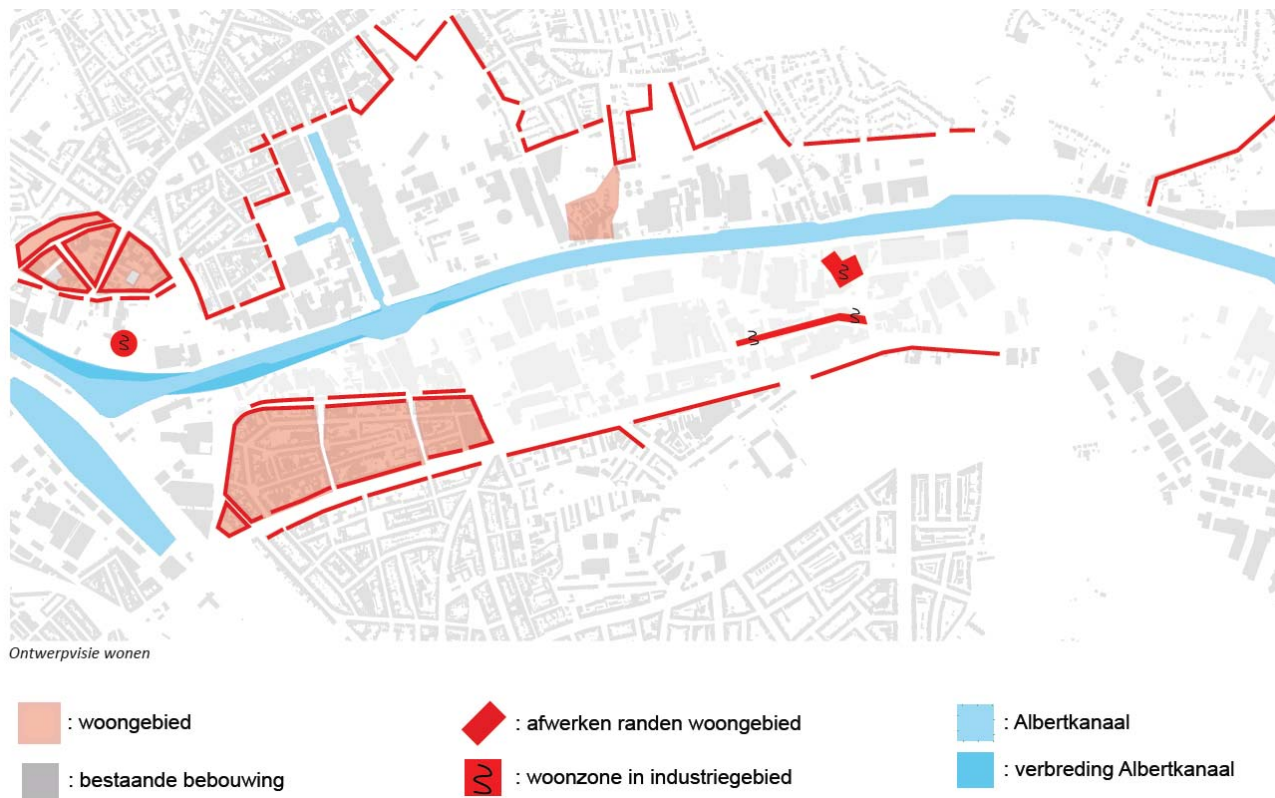 Ontwerpvisie wonen
: woongebied
: afwerken randen woongebied
: Albertkanaal
: bestaande bebouwing
: woonzone in industriegebied
: verbreding Albertkanaal